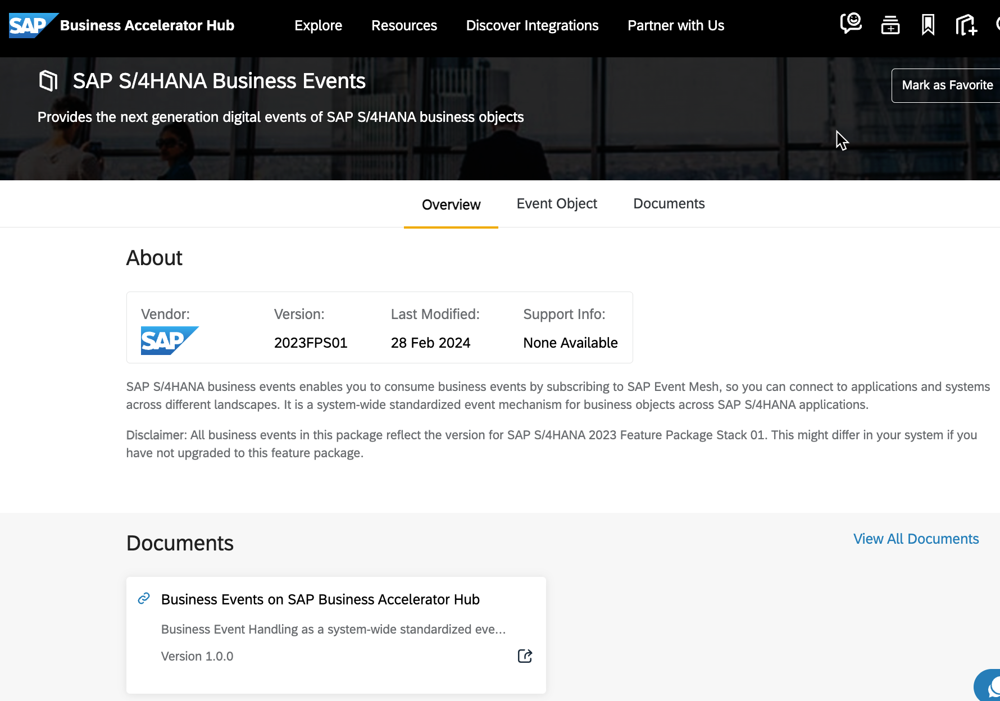 SAP Business Accelerator Hub Explore Resources Discover Integrations Partner with Us
SAP S/4HANA Business Events
Mark as Favorite
Provides the next generation digital events of SAP S/4HANA business objects
Overview Event Object Documents
About
Vendor: Version: Last Modified: Support Info:
SAP 2023FPS01 28 Feb 2024 None Available
SAP S/4HANA business events enables you to consume business events by subscribing to SAP Event Mesh, so you can connect to applications and systems
across different landscapes. It is a system-wide standardized event mechanism for business objects across SAP S/4HANA applications.
Disclaimer: All business events in this package reflect the version for SAP S/4HANA 2023 Feature Package Stack 01. This might differ in your system if you
have not upgraded to this feature package.
Documents
View All Documents
Business Events on SAP Business Accelerator Hub
Business Event Handling as a system-wide standardized eve...
Version 1.0.0